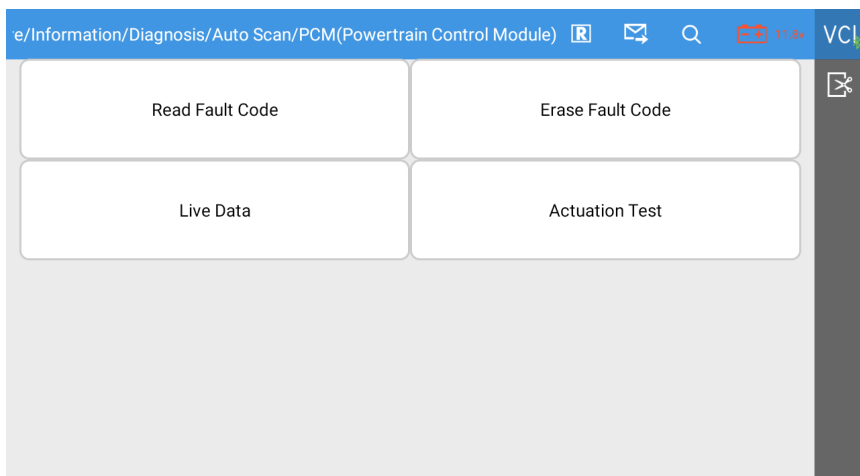 e/Information/Diagnosis/Auto Scan/PCM(Powertrain Control Module) R VCI
Read Fault Code Erase Fault Code
Live Data Actuation Test